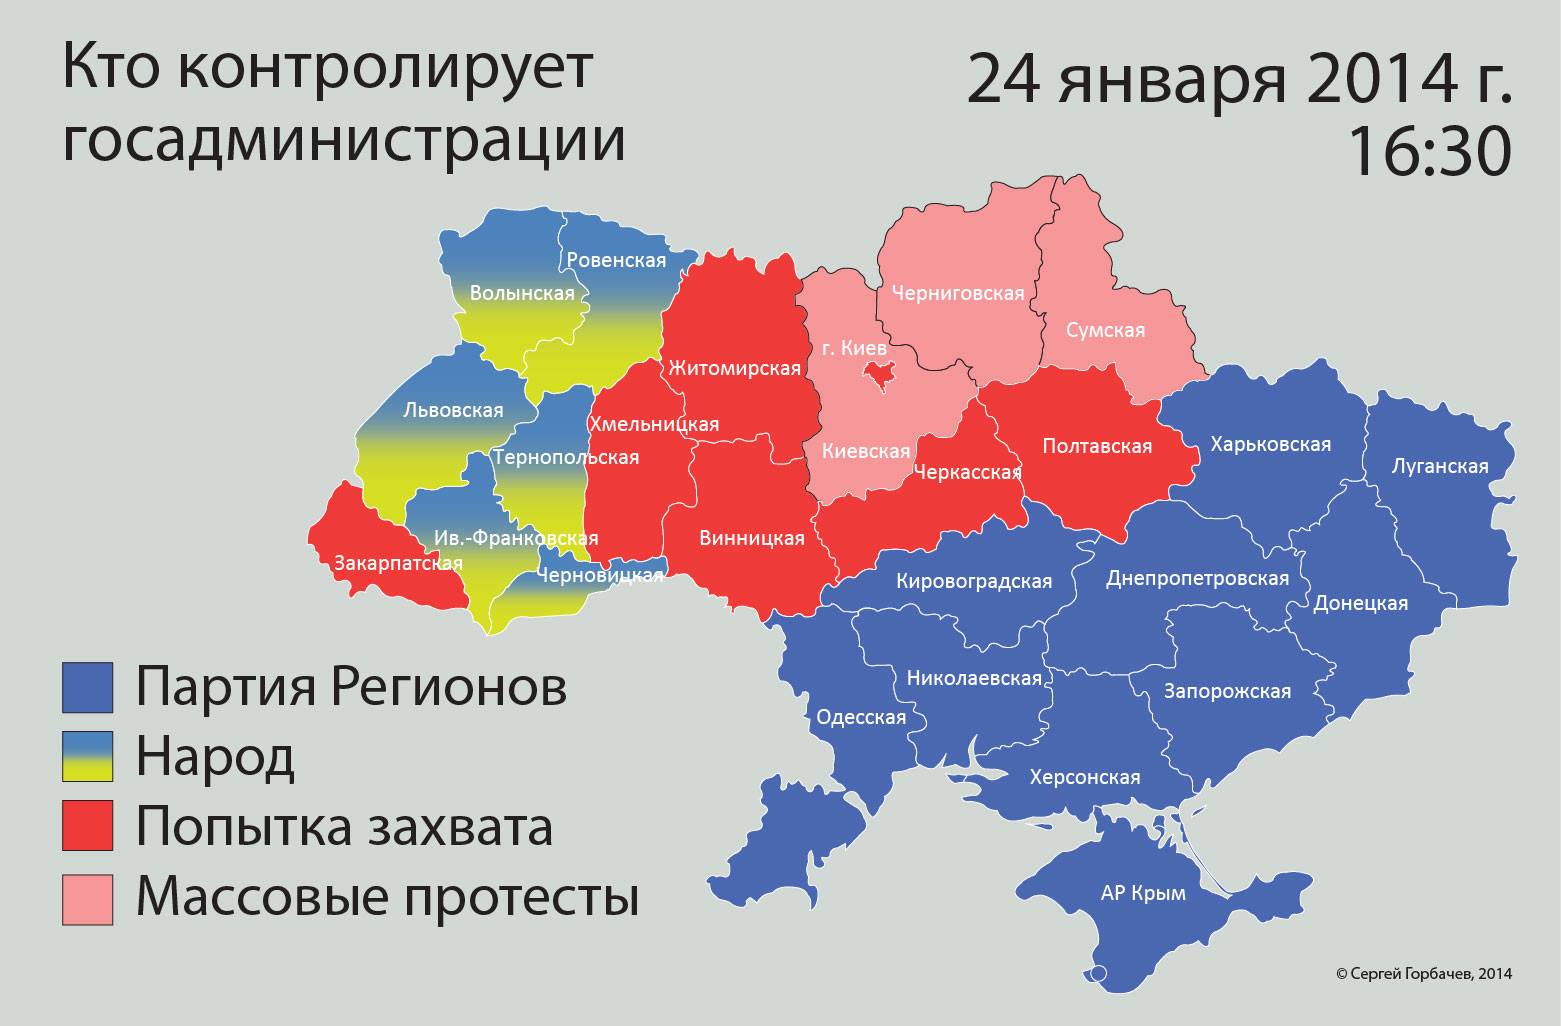 Кто контролирует
госадминистрации
24 января 2014 г.
16:30
Ровенская
Волынская
Черниговская
Сумская
г. Киев
Житомирская
Львовская
Хмельницкая
Тернопольская
Киевская
Черкасская
Полтавская
Харьковская
Луганская
Ив.-Франковская
Винницкая
Закарпатская
Черновицкая
Кировоградская
Днепропетровская
Донецкая
Николаевская
Запорожская
Одесская
Херсонская
АР Крым
Партия Регионов
Народ
Попытка захвата
Массовые протесты
© Сергей Горбачев, 2014